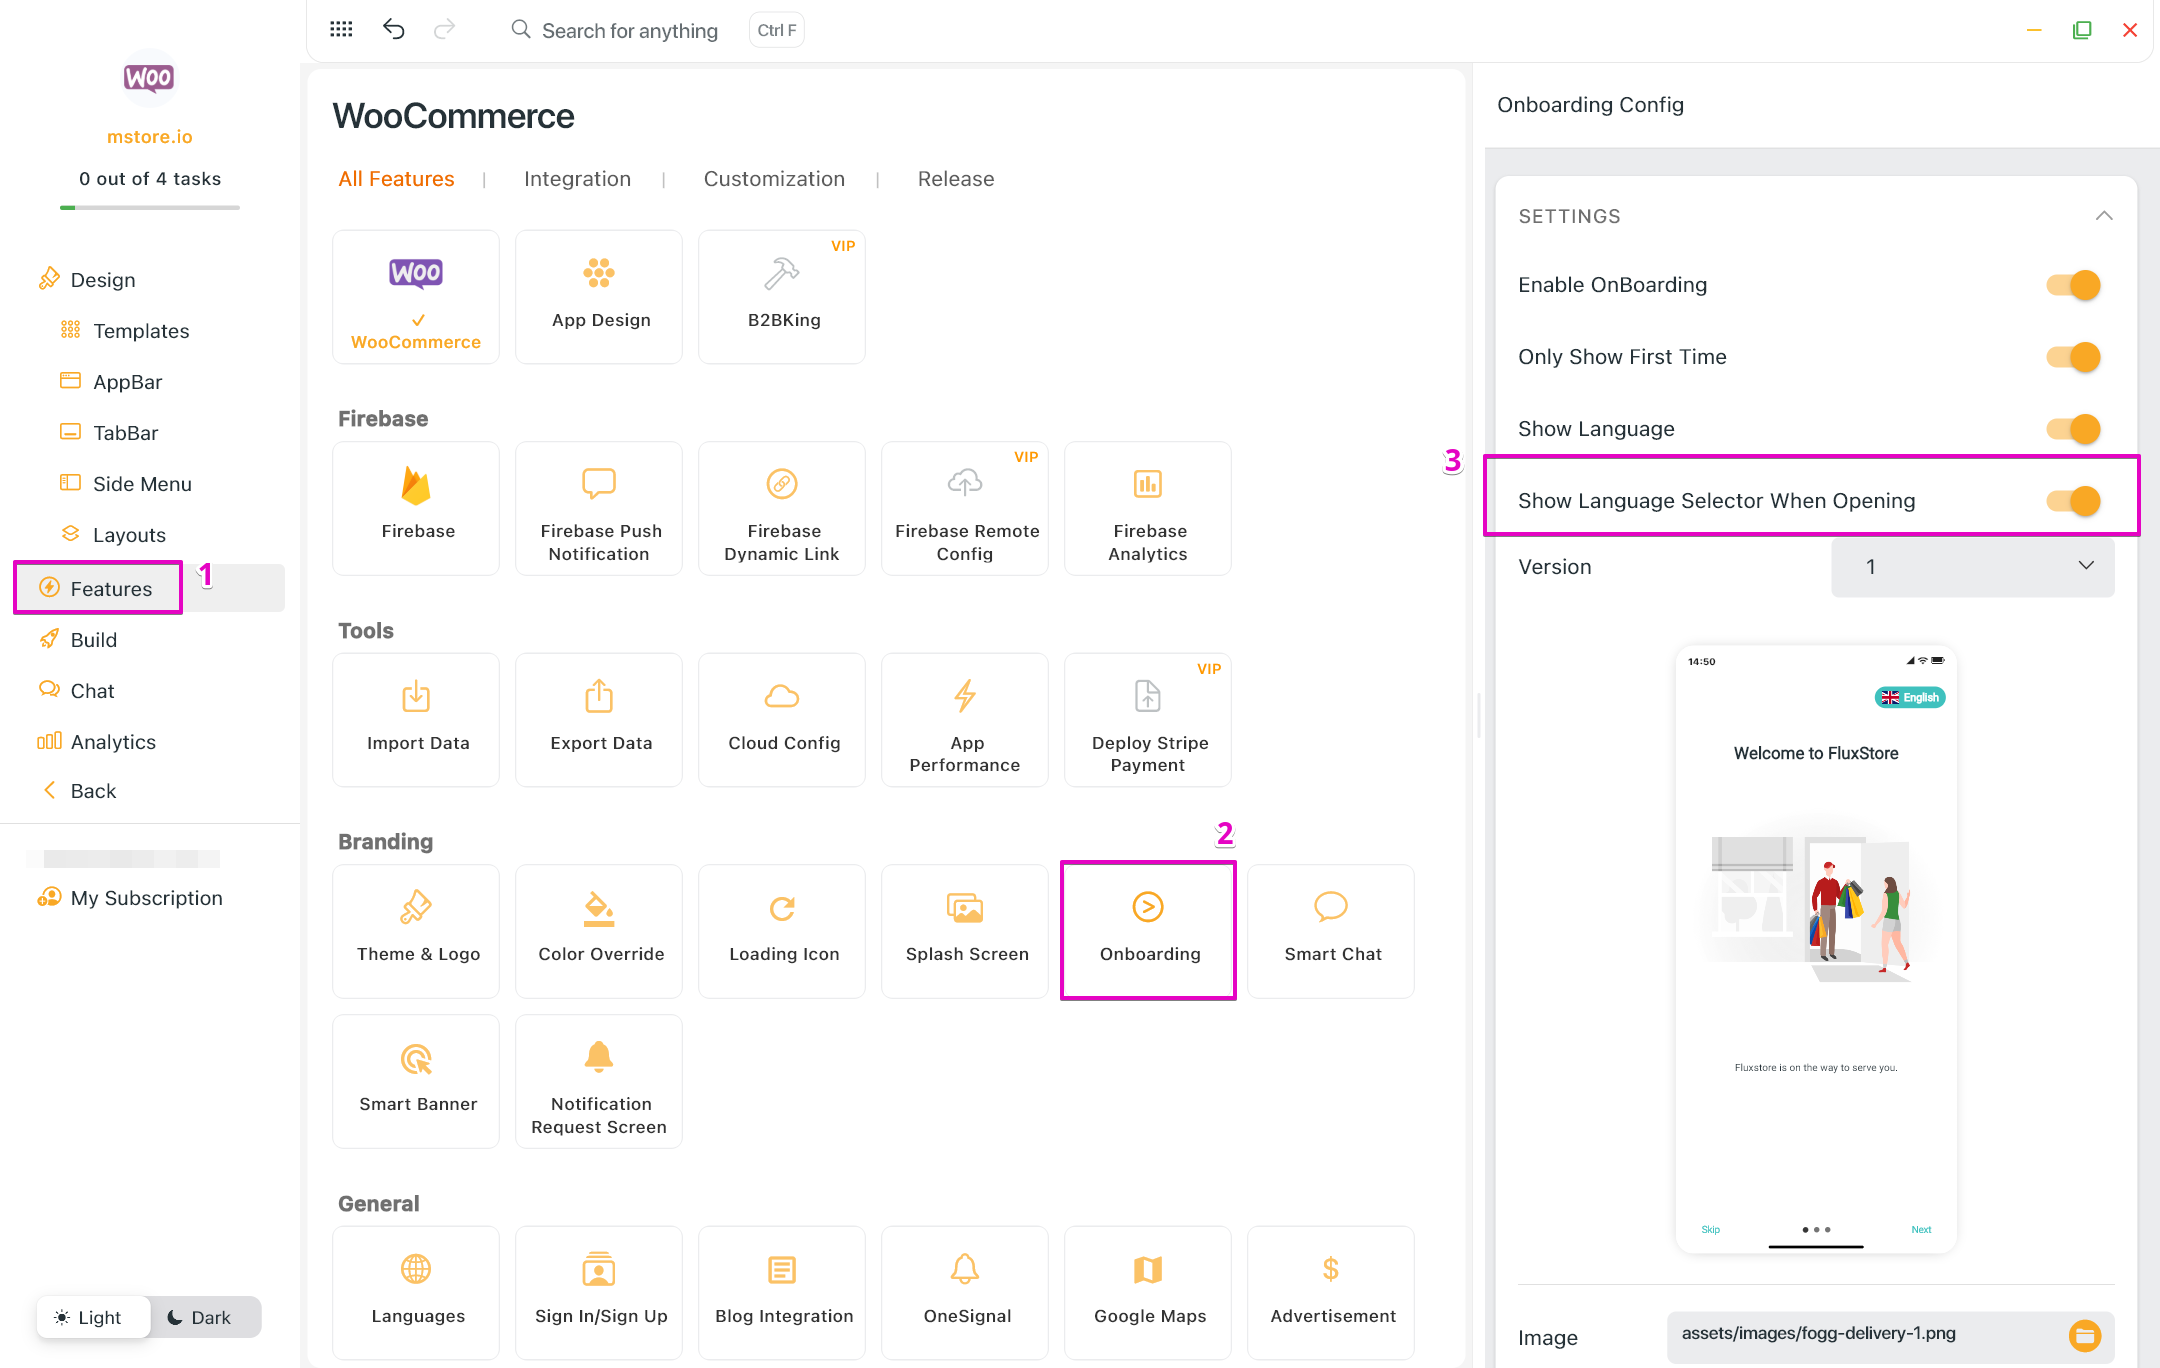 Search for anything
Ctrl F
WOO
mstore.io
0 out of 4 tasks
Design
Templates
AppBar
TabBar
Side Menu
Layouts
Features
1
Build
Chat
Analytics
Back
My Subscription
Light
Dark
WooCommerce
All Features | Integration | Customization | Release
WOO
WooCommerce
App Design
VIP
B2BKing
Firebase
Firebase
Firebase Push
Notification
Firebase
Dynamic Link
VIP
Firebase Remote
Config
Firebase
Analytics
Tools
Import Data
Export Data
Cloud Config
App
Performance
VIP
Deploy Stripe
Payment
Branding
2
Theme & Logo
Color Override
Loading Icon
Splash Screen
Onboarding
Smart Chat
Smart Banner
Notification
Request Screen
General
Languages
Sign In/Sign Up
Blog Integration
OneSignal
Google Maps
$
Advertisement
Onboarding Config
SETTINGS
Enable OnBoarding
Only Show First Time
Show Language
3
Show Language Selector When Opening
Version
1
14:50
English
Welcome to FluxStore
Fluxstore is on the way to serve you.
Skip
Next
Image
assets/images/fogg-delivery-1.png